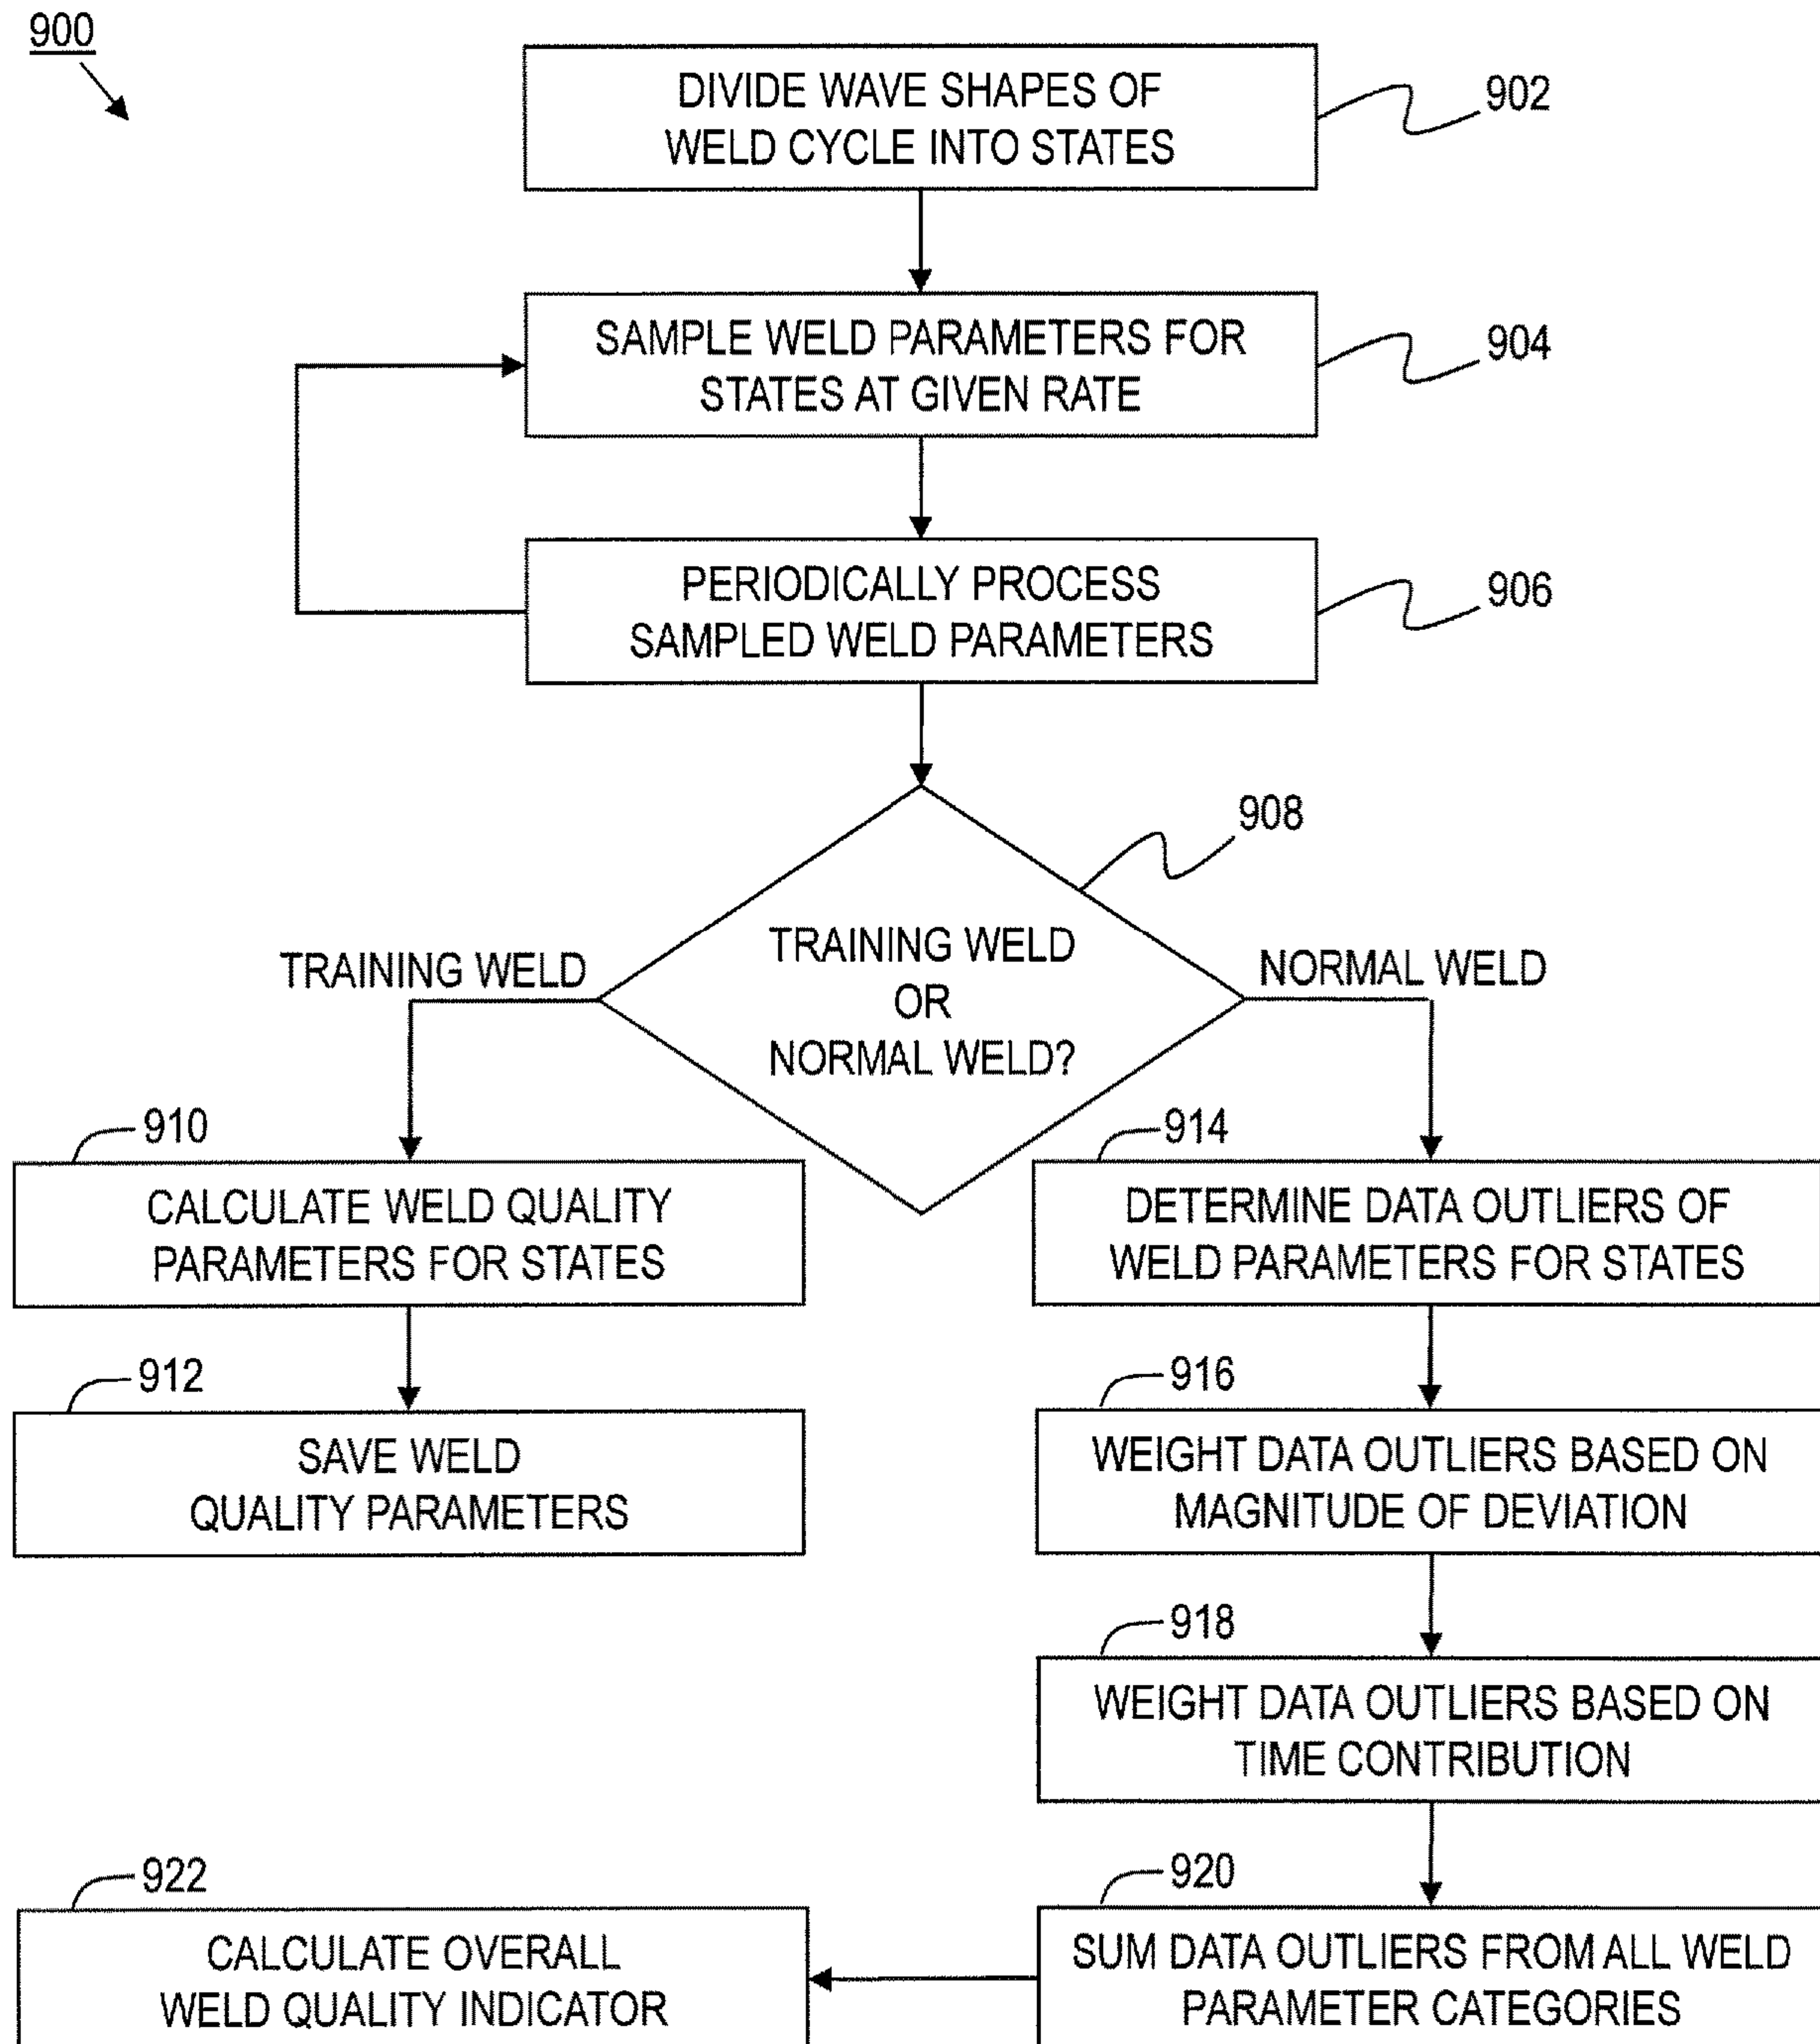 900
DIVIDE WAVE SHAPES OF
WELD CYCLE INTO STATES
902
SAMPLE WELD PARAMETERS FOR
STATES AT GIVEN RATE
904
PERIODICALLY PROCESS
SAMPLED WELD PARAMETERS
906
908
TRAINING WELD
OR
NORMAL WELD?
TRAINING WELD
NORMAL WELD
910
CALCULATE WELD QUALITY
PARAMETERS FOR STATES
912
SAVE WELD
QUALITY PARAMETERS
914
DETERMINE DATA OUTLIERS OF
WELD PARAMETERS FOR STATES
916
WEIGHT DATA OUTLIERS BASED ON
MAGNITUDE OF DEVIATION
918
WEIGHT DATA OUTLIERS BASED ON
TIME CONTRIBUTION
920
SUM DATA OUTLIERS FROM ALL WELD
PARAMETER CATEGORIES
922
CALCULATE OVERALL
WELD QUALITY INDICATOR